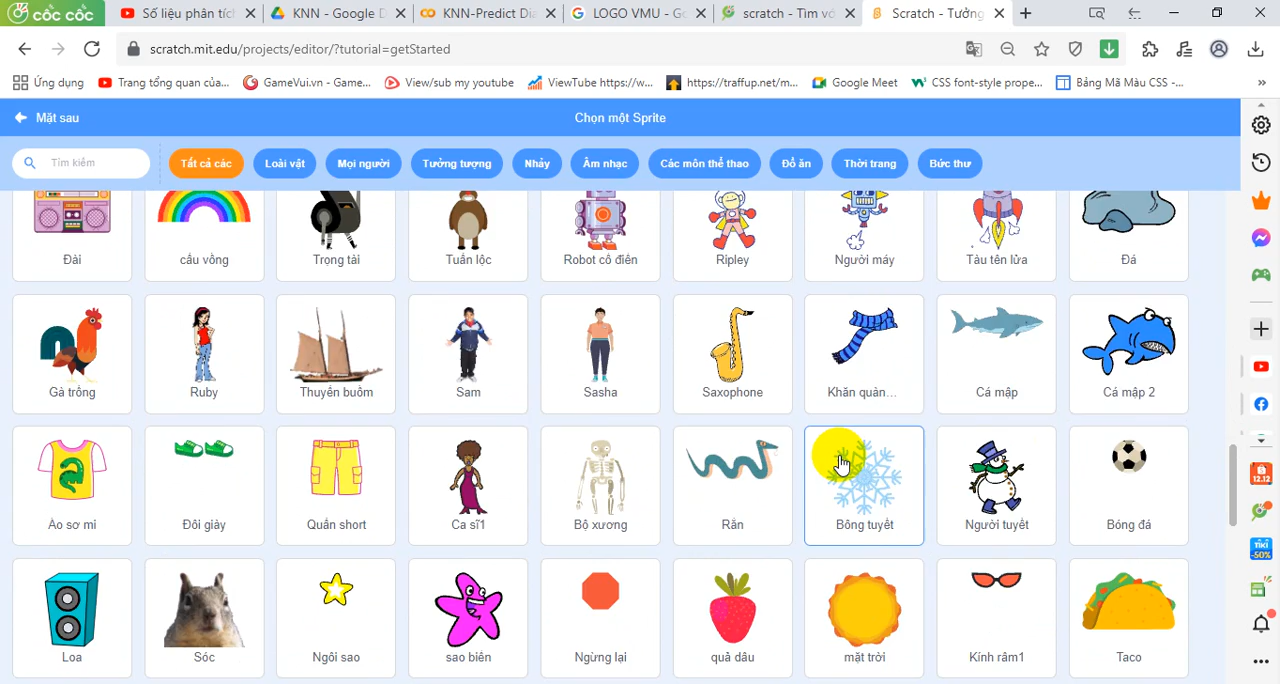 cốc cốc
Số liệu phân tích
KNN - Google D
KNN-Predict Dia
LOGO VMU - Go
scratch - Tìm vớ
Scratch - Tưởng
scratch.mit.edu/projects/editor/?tutorial=getStarted
Ứng dụng
Trang tổng quan của...
GameVui.vn - Game...
View/sub my youtube
ViewTube https://w...
https://traffup.net/m...
Google Meet
CSS font-style prope...
Bảng Mã Màu CSS -...
Mặt sau
Chọn một Sprite
Tìm kiếm
Tất cả các
Loài vật
Mọi người
Tưởng tượng
Nhảy
Âm nhạc
Các môn thể thao
Đồ ăn
Thời trang
Bức thư
Đài
cầu vồng
Trọng tài
Tuần lộc
Robot cổ điển
Ripley
Người máy
Tàu tên lửa
Đá
Gà trống
Ruby
Thuyền buồm
Sam
Sasha
Saxophone
Khăn quàn...
Cá mập
Cá mập 2
Áo sơ mi
Đôi giày
Quần short
Ca sĩ1
Bộ xương
Rắn
Bông tuyết
Người tuyết
Bóng đá
12.12
TIKI
-50%
Loa
Sóc
Ngôi sao
sao biển
Ngừng lại
quả dâu
mặt trời
Kính râm1
Taco